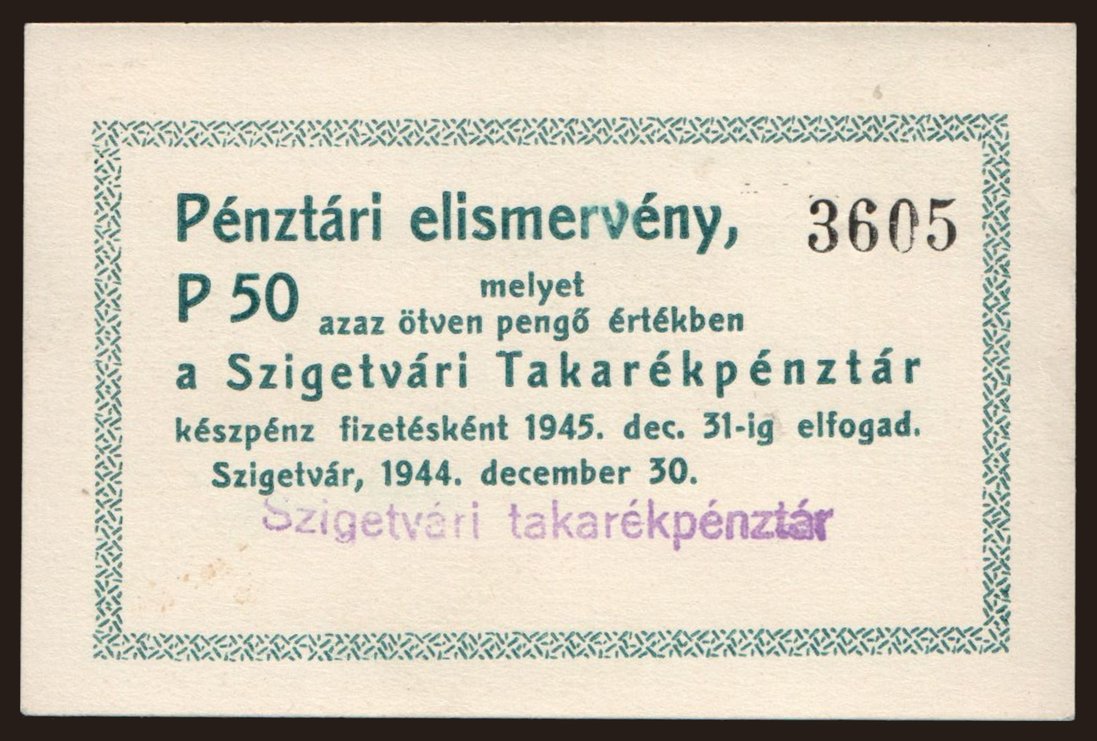 Pénztári elismervény, 3605
P 50 melyet
azaz ötven pengő értékben
a Szigetvári Takarékpénztár
készpénz fizetésként 1945. dec. 31-ig elfogad.
Szigetvár, 1944. december 30.
Szigetvári takarékpénztár